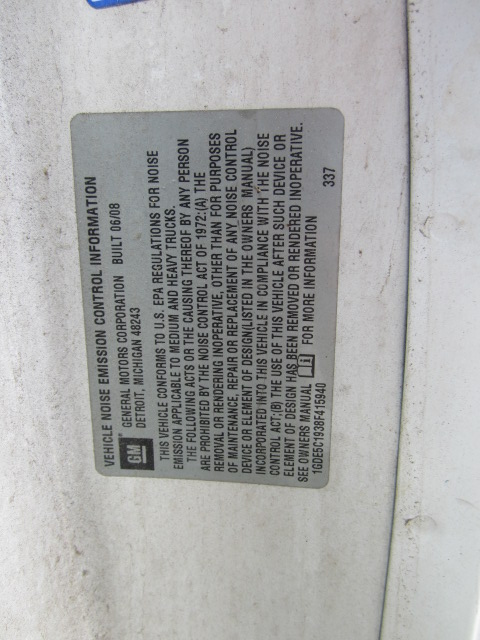 VEHICLE NOISE EMISSION CONTROL INFORMATION
GM
GENERAL MOTORS CORPORATION BUILT 06/08
DETROIT, MICHIGAN 48243
THIS VEHICLE CONFORMS TO U.S. EPA REGULATIONS FOR NOISE
EMISSION APPLICABLE TO MEDIUM AND HEAVY TRUCKS.
THE FOLLOWING ACTS OR THE CAUSING THEREOF BY ANY PERSON
ARE PROHIBITED BY THE NOISE CONTROL ACT OF 1972:(A) THE
REMOVAL OR RENDERING INOPERATIVE, OTHER THAN FOR PURPOSES
OF MAINTENANCE, REPAIR OR REPLACEMENT OF ANY NOISE CONTROL
DEVICE OR ELEMENT OF DESIGN(LISTED IN THE OWNERS MANUAL)
INCORPORATED INTO THIS VEHICLE IN COMPLIANCE WITH THE NOISE
CONTROL ACT;(B) THE USE OF THIS VEHICLE AFTER SUCH DEVICE OR
ELEMENT OF DESIGN HAS BEEN REMOVED OR RENDERED INOPERATIVE.
SEE OWNERS MANUAL FOR MORE INFORMATION
1GDE5C1938F415940 337